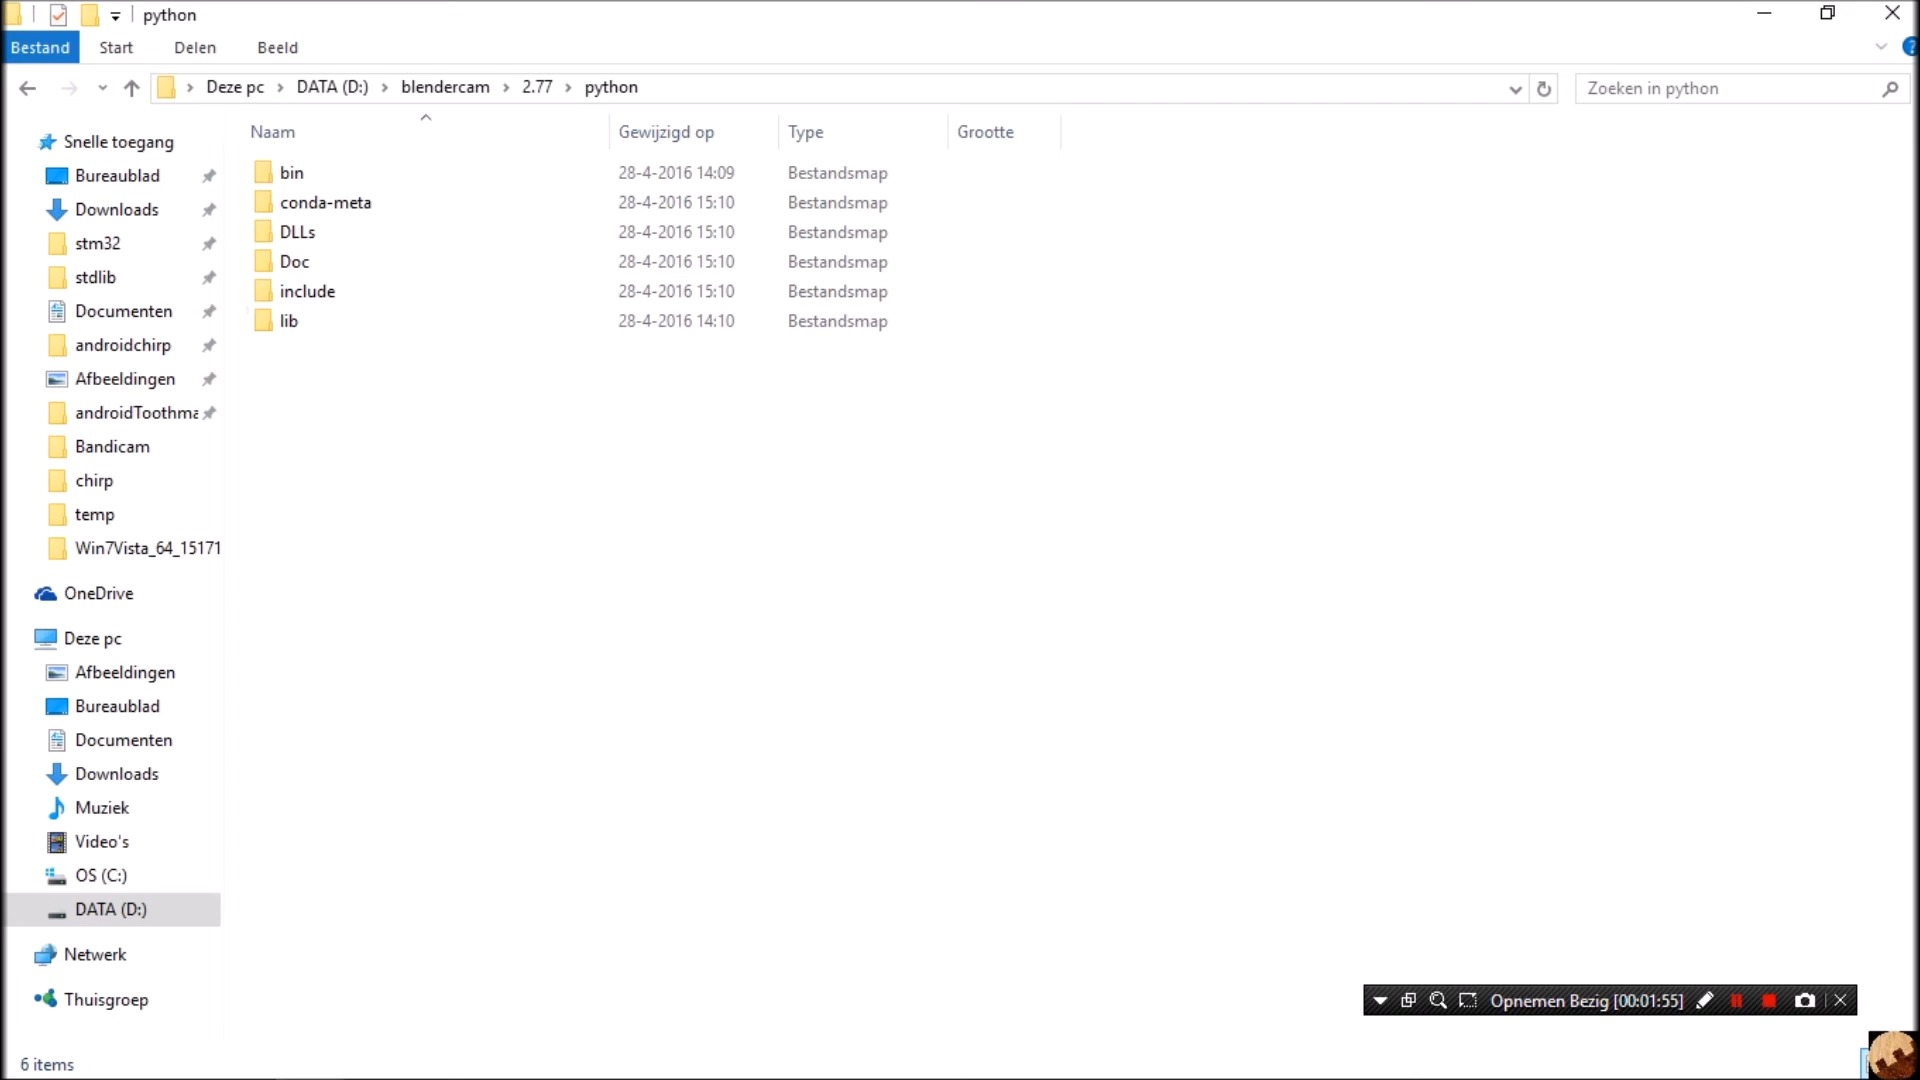 python
Bestand Start Delen Beeld
Deze pc DATA (D:) blendercam 2.77 python
Zoeken in python
Naam Gewijzigd op Type Grootte
bin 28-4-2016 14:09 Bestandsmap
conda-meta 28-4-2016 15:10 Bestandsmap
DLLs 28-4-2016 15:10 Bestandsmap
Doc 28-4-2016 15:10 Bestandsmap
include 28-4-2016 15:10 Bestandsmap
lib 28-4-2016 14:10 Bestandsmap
Snelle toegang
Bureaublad
Downloads
stm32
stdlib
Documenten
androidchirp
Afbeeldingen
androidToothma
Bandicam
chirp
temp
Win7Vista_64_15171
OneDrive
Deze pc
Afbeeldingen
Bureaublad
Documenten
Downloads
Muziek
Video's
OS (C:)
DATA (D:)
Netwerk
Thuisgroep
Opnemen Bezig [00:01:55]
6 items